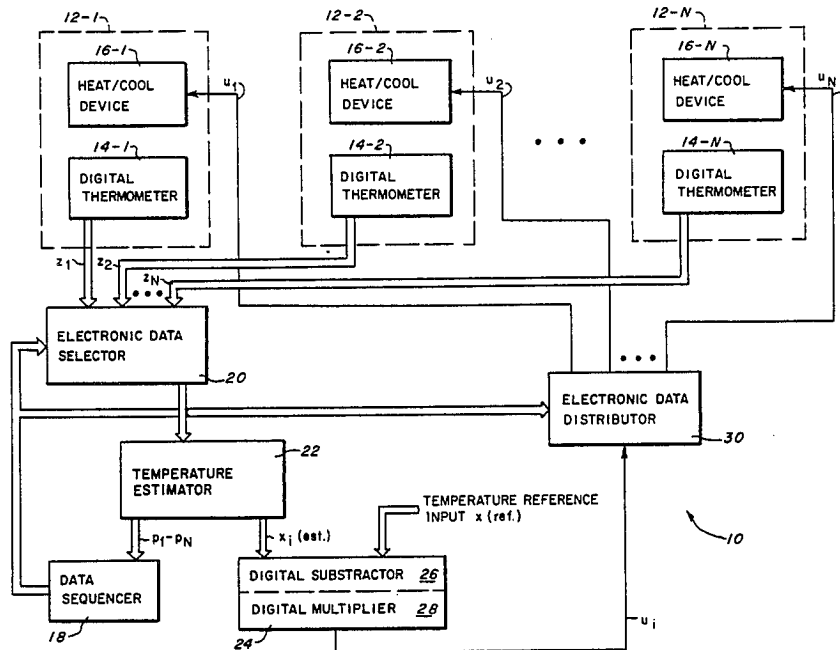 12-1
12-2
12-N
16-1
HEAT/COOL
DEVICE
u1
16-2
HEAT/COOL
DEVICE
u2
16-N
HEAT/COOL
DEVICE
uN
14-1
DIGITAL
THERMOMETER
14-2
DIGITAL
THERMOMETER
14-N
DIGITAL
THERMOMETER
z1
z2
zN
ELECTRONIC DATA
SELECTOR
20
ELECTRONIC DATA
DISTRIBUTOR
30
22
TEMPERATURE
ESTIMATOR
TEMPERATURE REFERENCE
INPUT x (ref.)
10
p1-pN
xi (est.)
DATA
SEQUENCER
18
DIGITAL SUBSTRACTOR 26
DIGITAL MULTIPLIER 28
24
ui